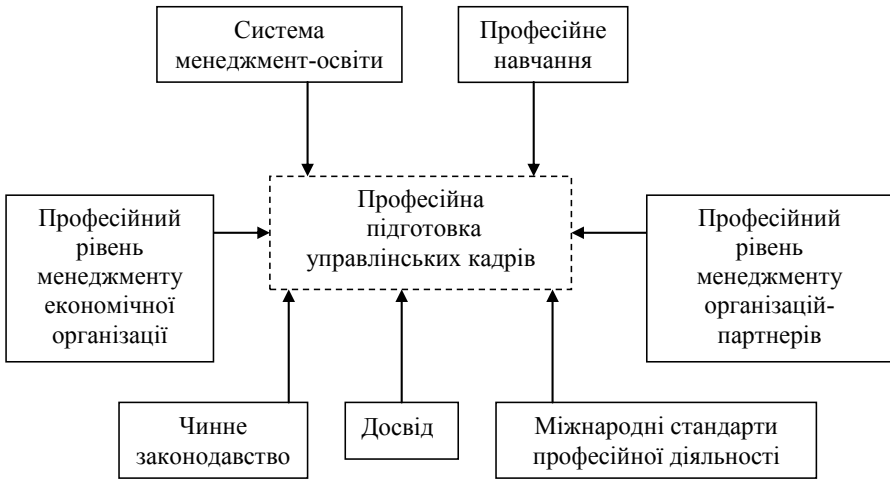 Система
менеджмент-освіти
Професійне
навчання
Професійна
підготовка
управлінських кадрів
Професійний
рівень
менеджменту
економічної
організації
Професійний
рівень
менеджменту
організацій-
партнерів
Чинне
законодавство
Досвід
Міжнародні стандарти
професійної діяльності